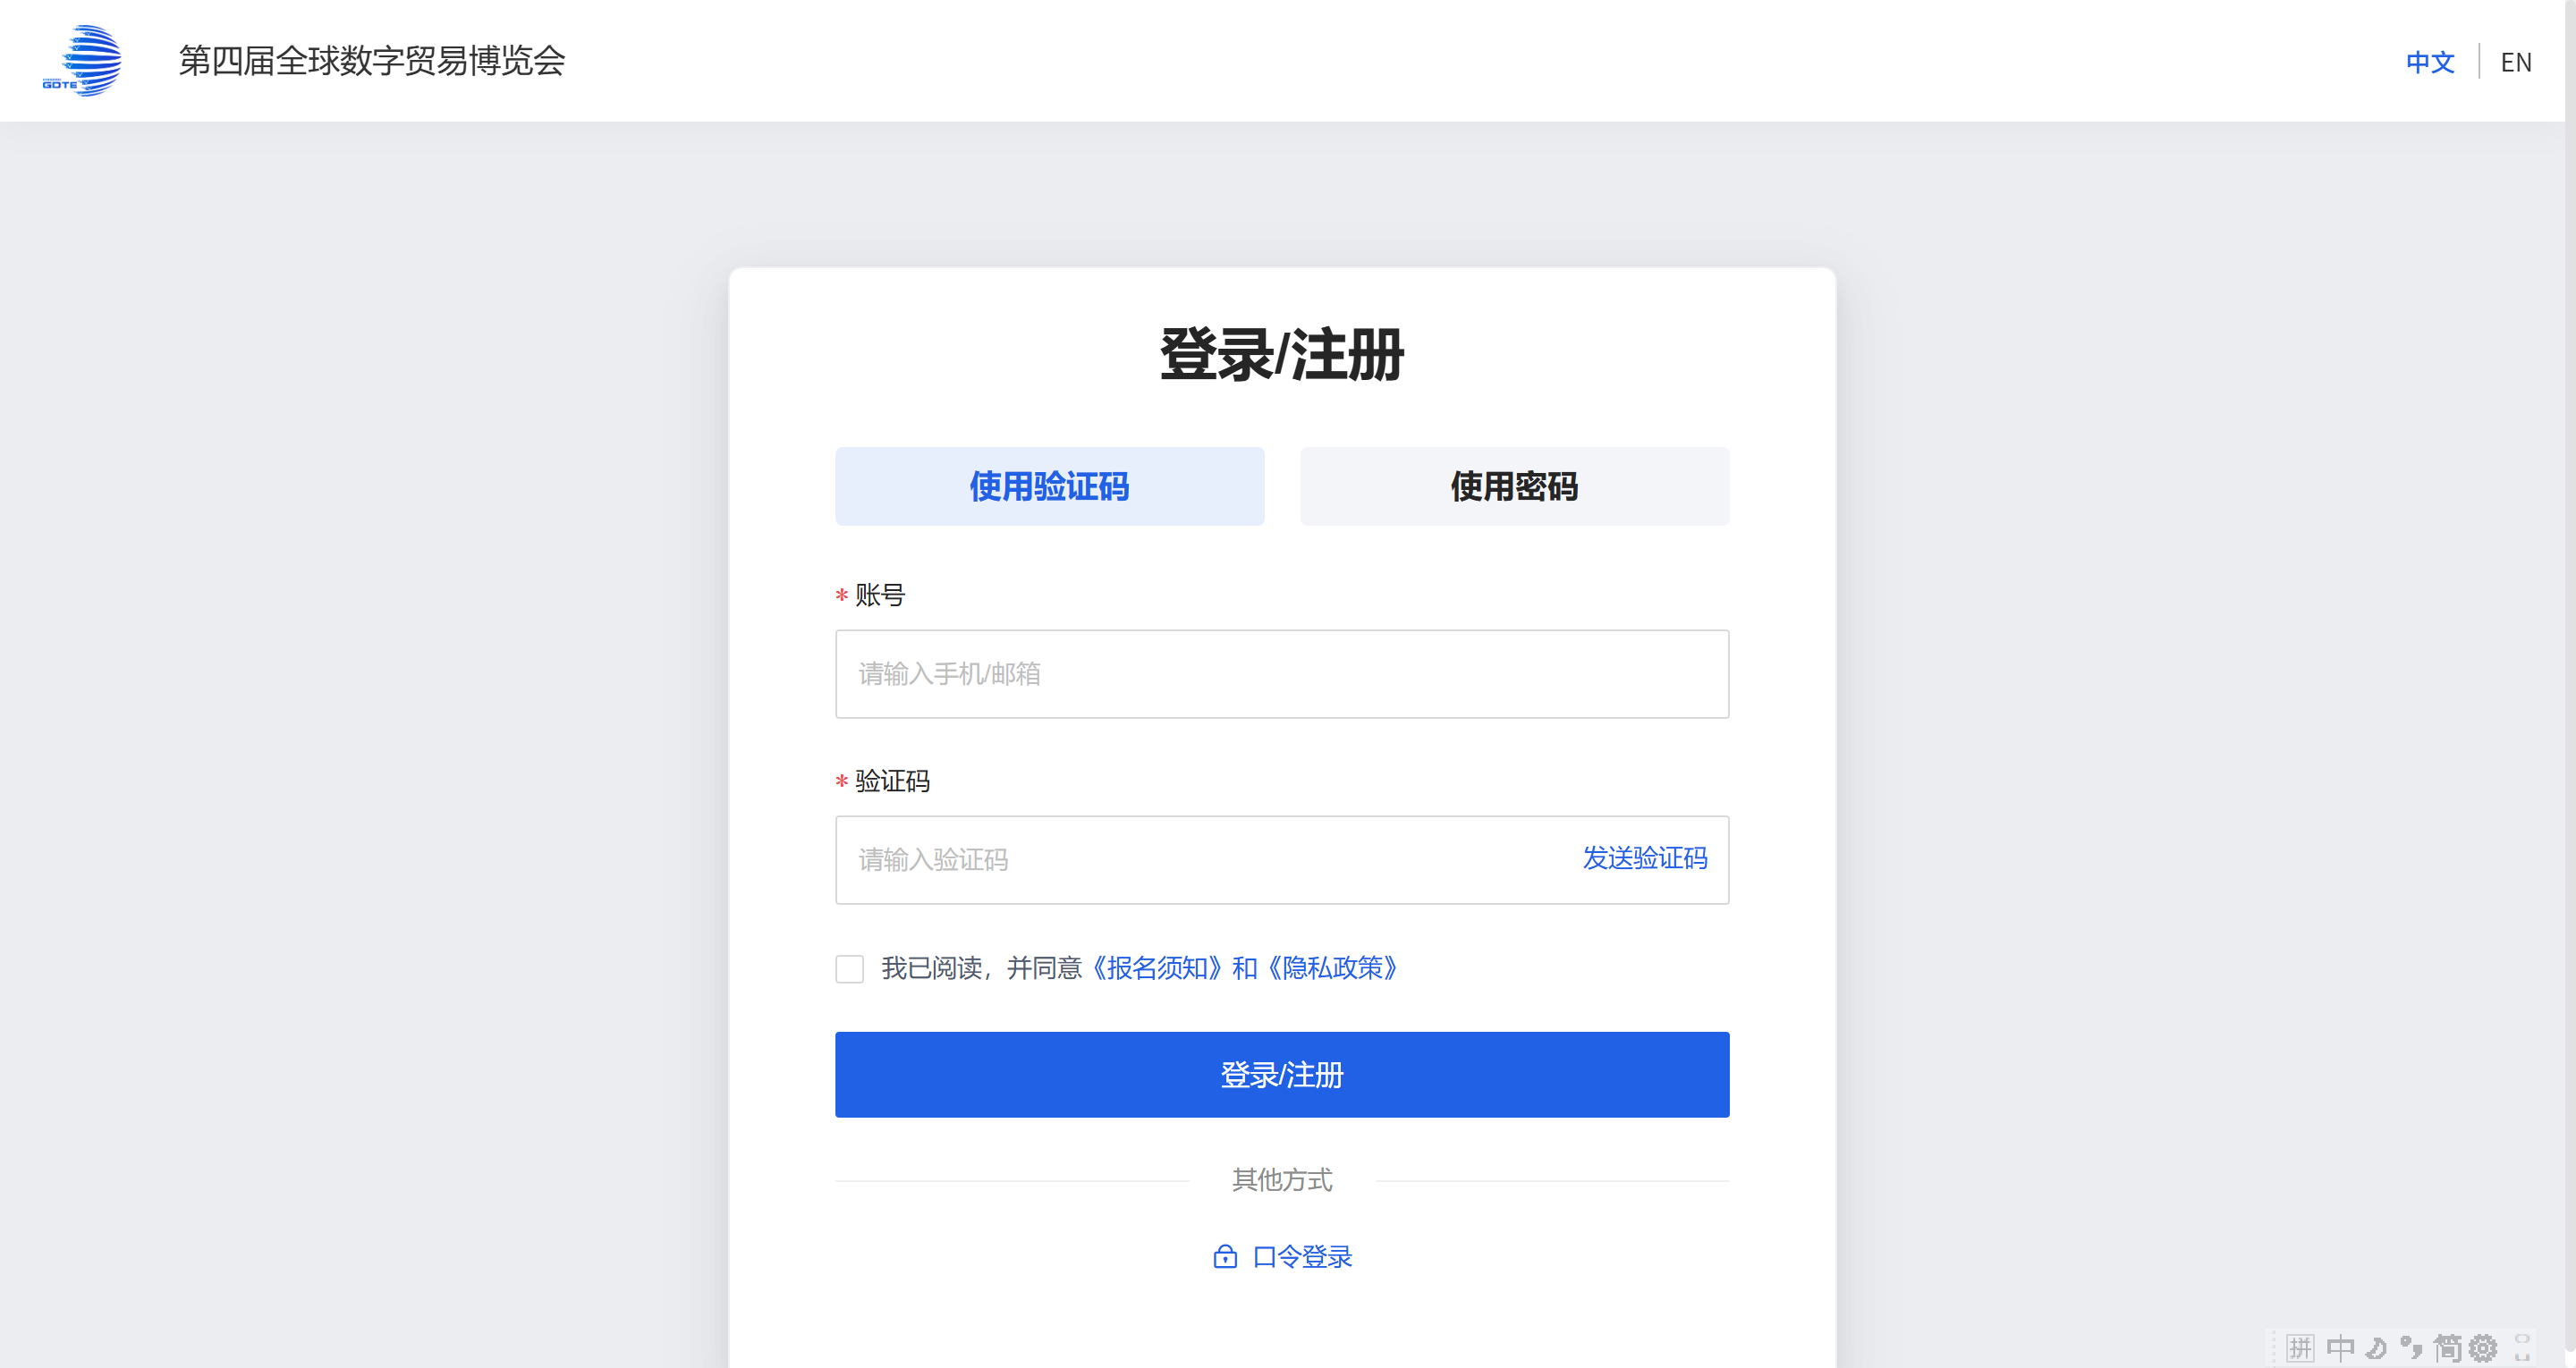 GDTE
第四届全球数字贸易博览会
中文
EN
登录/注册
使用验证码
使用密码
* 账号
请输入手机/邮箱
* 验证码
请输入验证码
发送验证码
我已阅读，并同意《报名须知》和《隐私政策》
登录/注册
其他方式
口令登录
拼 中 简